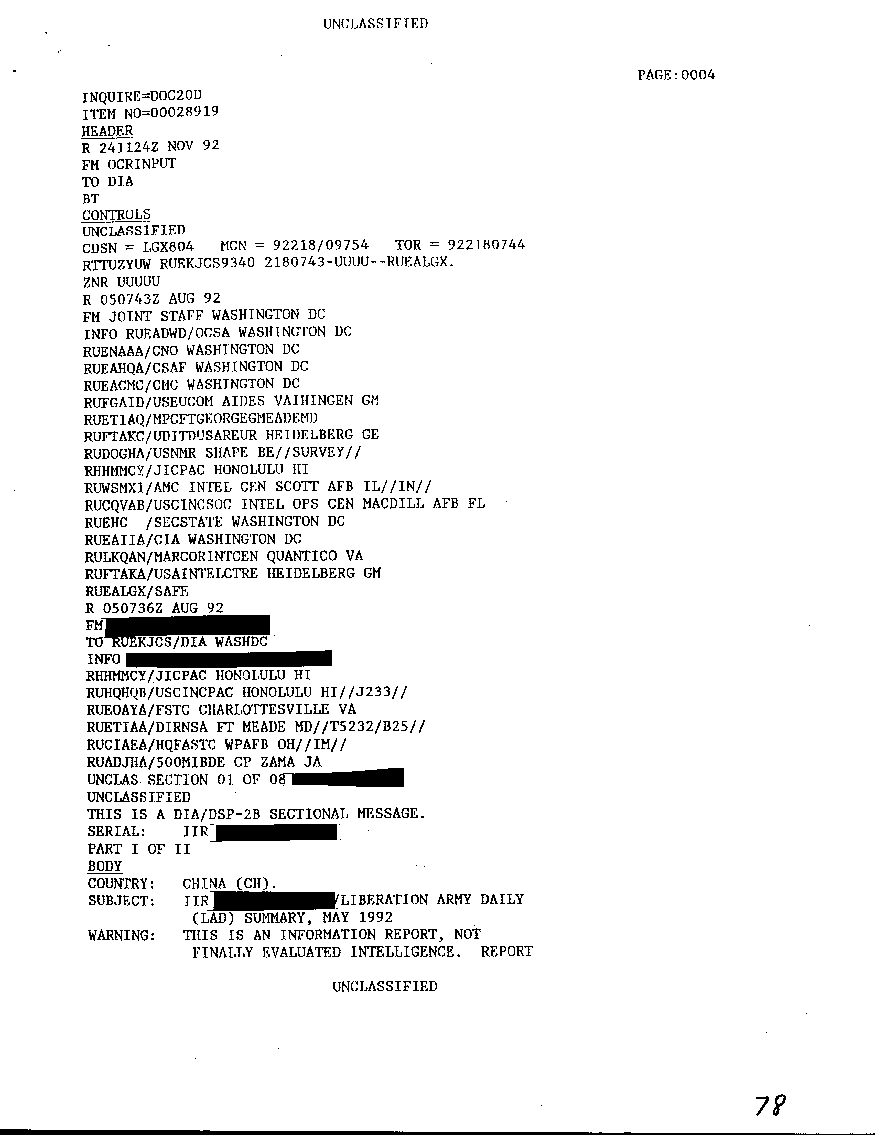 UNCLASSIFIED
PAGE:0004
INQUIRE=DOC20D
ITEM NO=00028919
HEADER
R 241124Z NOV 92
FM OCRINPUT
TO DIA
BT
CONTROLS
UNCLASSIFIED
CDSN = LGX804 MCN = 92218/09754 TOR = 922180744
RTTUZYUW RUEKJCS9340 2180743-UUUU--RUEALGX.
ZNR UUUUU
R 050743Z AUG 92
FM JOINT STAFF WASHINGTON DC
INFO RUEADWD/OCSA WASHINGTON DC
RUENAAA/CNO WASHINGTON DC
RUEAHQA/CSAF WASHINGTON DC
RUEACMC/CMC WASHINGTON DC
RUFGAID/USEUCOM AIDES VAIHINGEN GM
RUETIAQ/MPCFTGEORGEGMEADEMD
RUFTAKC/UDITDUSAREUR HEIDELBERG GE
RUDOGHA/USNMR SHAPE BE//SURVEY//
RHHMMCY/JICPAC HONOLULU HI
RUWSMX1/AMC INTEL CEN SCOTT AFB IL//IN//
RUCQVAB/USCINCSOC INTEL OPS CEN MACDILL AFB FL
RUEHC /SECSTATE WASHINGTON DC
RUEAIIA/CIA WASHINGTON DC
RULKQAN/MARCORINTCEN QUANTICO VA
RUFTAKA/USAINTELCTRE HEIDELBERG GM
RUEALGX/SAFE
R 050736Z AUG 92
FM
TO RUEKJCS/DIA WASHDC
INFO
RHHMMCY/JICPAC HONOLULU HI
RUHQHQB/USCINCPAC HONOLULU HI//J233//
RUEOAYA/FSTC CHARLOTTESVILLE VA
RUETIAA/DIRNSA FT MEADE MD//T5232/B25//
RUCIAEA/HQFASTC WPAFB OH//IM//
RUADJHA/500MIBDE CP ZAMA JA
UNCLAS SECTION 01 OF 08
UNCLASSIFIED
THIS IS A DIA/DSP-2B SECTIONAL MESSAGE.
SERIAL: IIR
PART I OF II
BODY
COUNTRY: CHINA (CH).
SUBJECT: IIR /LIBERATION ARMY DAILY
(LAD) SUMMARY, MAY 1992
WARNING: THIS IS AN INFORMATION REPORT, NOT
FINALLY EVALUATED INTELLIGENCE. REPORT
UNCLASSIFIED
78